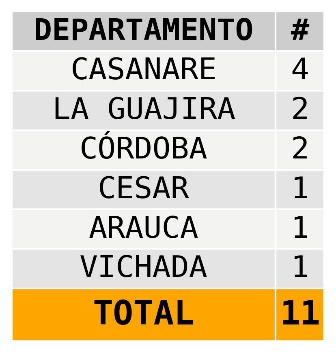 DEPARTAMENTO #
CASANARE 4
LA GUAJIRA 2
CÓRDOBA 2
CESAR 1
ARAUCA 1
VICHADA 1
TOTAL 11